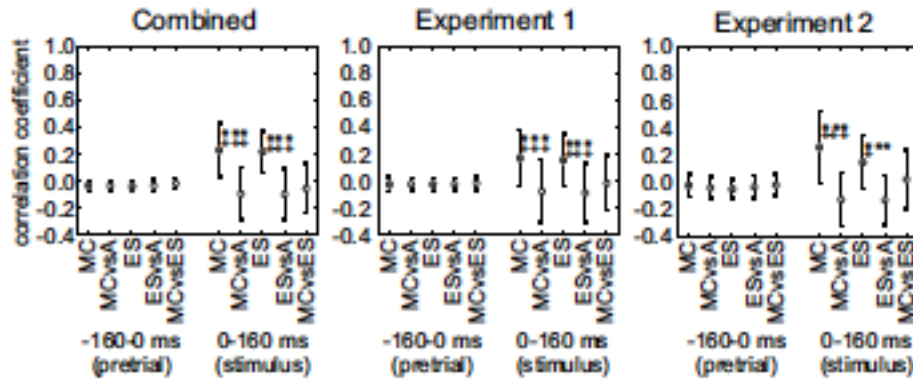 Combined
Experiment 1
Experiment 2
correlation coefficient
1.0
0.8
0.6
0.4
0.2
0.0
-0.2
-0.4
MC
MCvsA
ES
ESvsA
MCvsES
MC
MCvsA
ES
ESvsA
MCvsES
-160-0 ms
(pretrial)
0-160 ms
(stimulus)
1.0
0.8
0.6
0.4
0.2
0.0
-0.2
-0.4
MC
MCvsA
ES
ESvsA
MCvsES
MC
MCvsA
ES
ESvsA
MCvsES
-160-0 ms
(pretrial)
0-160 ms
(stimulus)
1.0
0.8
0.6
0.4
0.2
0.0
-0.2
-0.4
MC
MCvsA
ES
ESvsA
MCvsES
MC
MCvsA
ES
ESvsA
MCvsES
-160-0 ms
(pretrial)
0-160 ms
(stimulus)